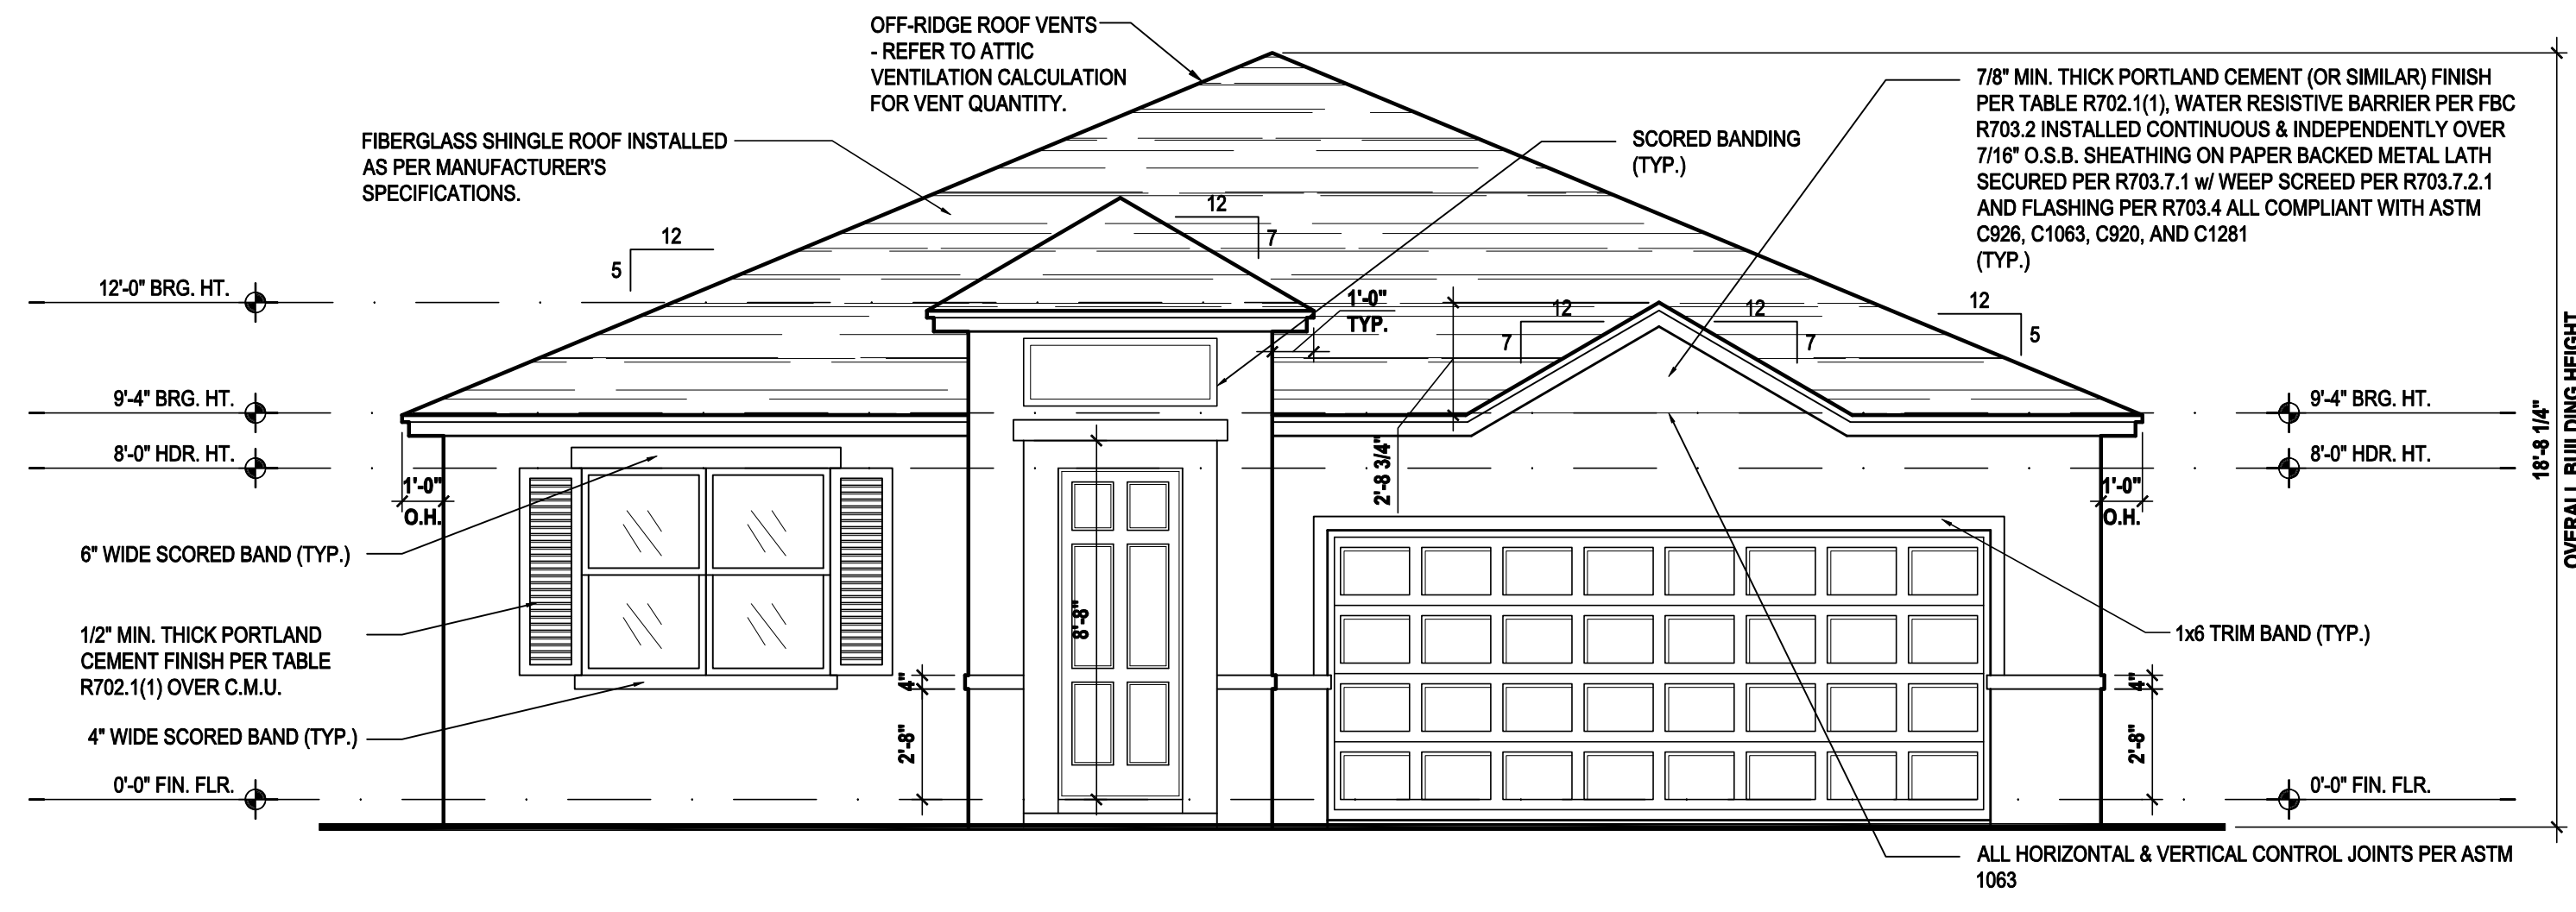 OFF-RIDGE ROOF VENTS
- REFER TO ATTIC
VENTILATION CALCULATION
FOR VENT QUANTITY.
FIBERGLASS SHINGLE ROOF INSTALLED
AS PER MANUFACTURER'S
SPECIFICATIONS.
SCORED BANDING
(TYP.)
7/8" MIN. THICK PORTLAND CEMENT (OR SIMILAR) FINISH
PER TABLE R702.1(1), WATER RESISTIVE BARRIER PER FBC
R703.2 INSTALLED CONTINUOUS & INDEPENDENTLY OVER
7/16" O.S.B. SHEATHING ON PAPER BACKED METAL LATH
SECURED PER R703.7.1 w/ WEEP SCREED PER R703.7.2.1
AND FLASHING PER R703.4 ALL COMPLIANT WITH ASTM
C926, C1063, C920, AND C1281
(TYP.)
12
5
12
7
12
7
12
7
12
5
1'-0"
TYP.
12'-0" BRG. HT.
9'-4" BRG. HT.
8'-0" HDR. HT.
1'-0"
O.H.
6" WIDE SCORED BAND (TYP.)
1/2" MIN. THICK PORTLAND
CEMENT FINISH PER TABLE
R702.1(1) OVER C.M.U.
4" WIDE SCORED BAND (TYP.)
0'-0" FIN. FLR.
4"
2'-8"
8'-8"
2'-8 3/4"
9'-4" BRG. HT.
8'-0" HDR. HT.
1'-0"
O.H.
1x6 TRIM BAND (TYP.)
4"
2'-8"
0'-0" FIN. FLR.
18'-8 1/4"
OVERALL BUILDING HEIGHT
ALL HORIZONTAL & VERTICAL CONTROL JOINTS PER ASTM
1063